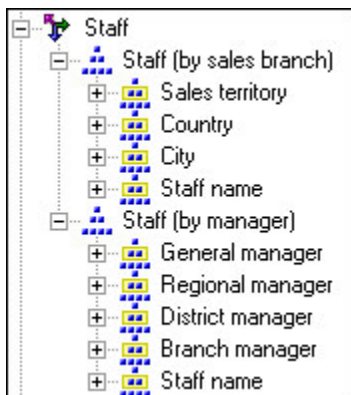 Staff
Staff (by sales branch)
Sales territory
Country
City
Staff name
Staff (by manager)
General manager
Regional manager
District manager
Branch manager
Staff name